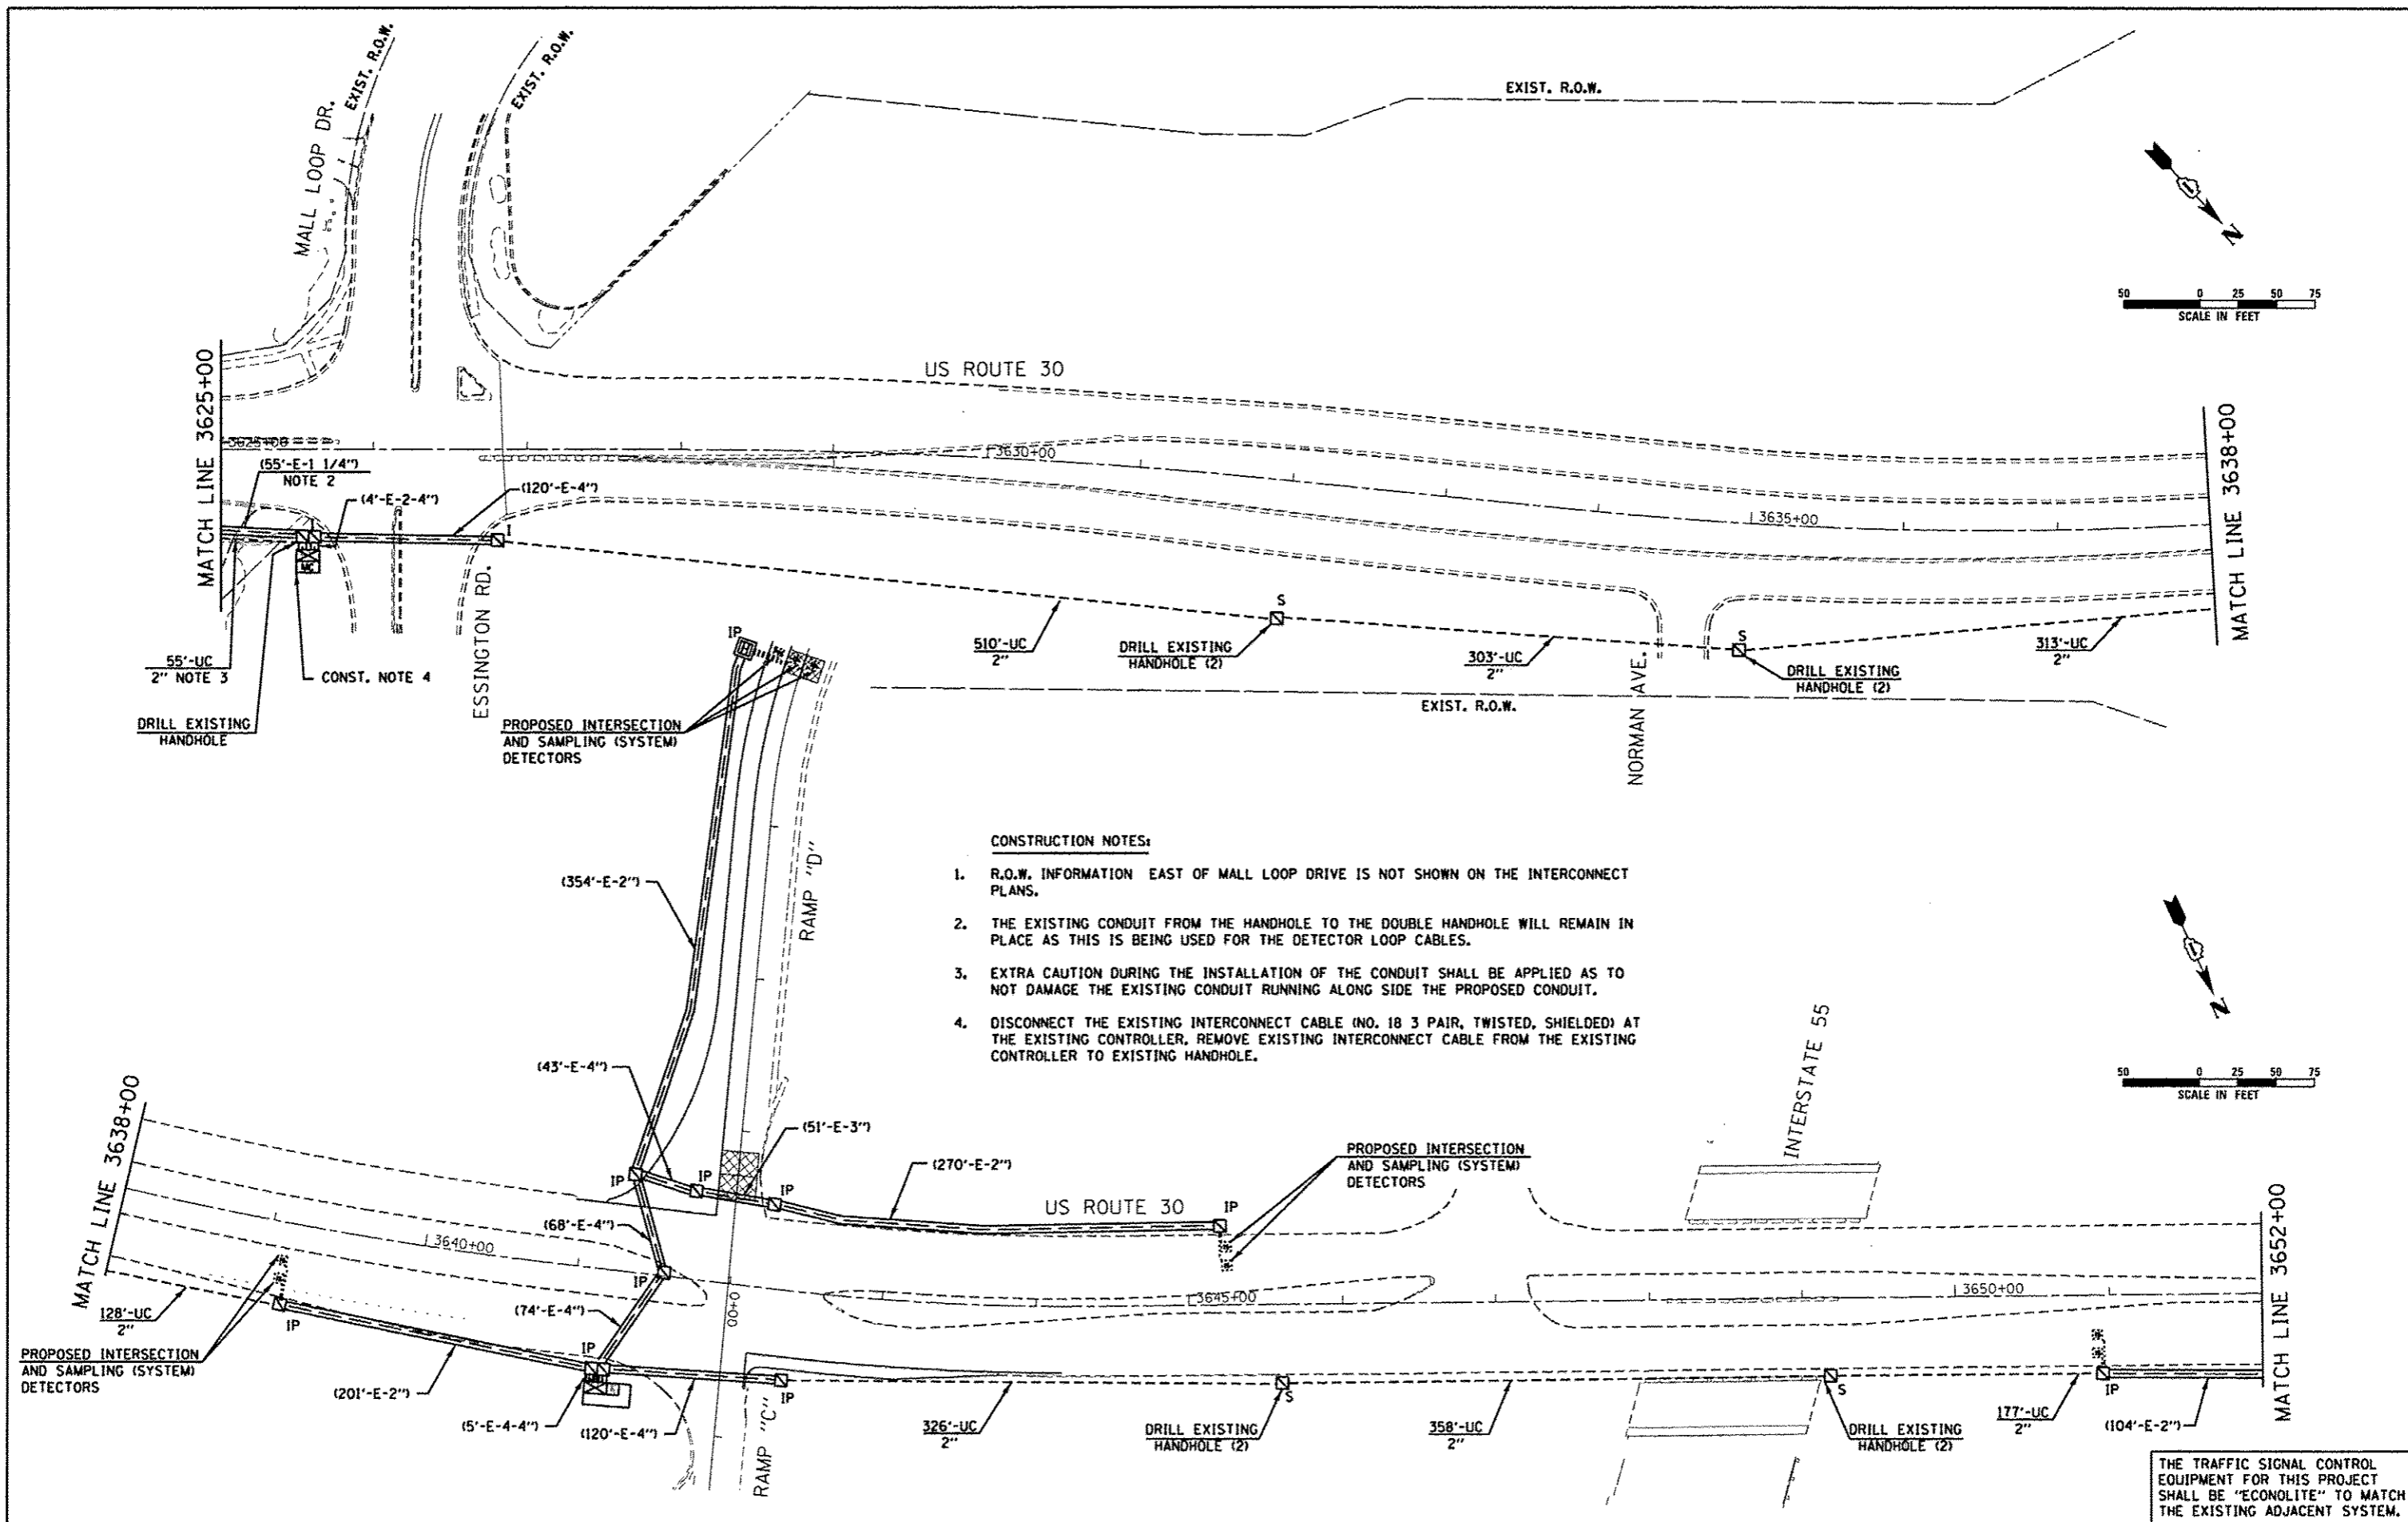 EXIST. R.O.W.
EXIST. R.O.W.
EXIST. R.O.W.
MALL LOOP DR.
N
50 0 25 50 75
SCALE IN FEET
US ROUTE 30
MATCH LINE 3625+00
3625+00
3630+00
3635+00
MATCH LINE 3638+00
(55'-E-1 1/4")
NOTE 2
(4'-E-2-4")
(120'-E-4")
I
I
55'-UC
2" NOTE 3
CONST. NOTE 4
DRILL EXISTING
HANDHOLE
ESSINGTON RD.
510'-UC
2"
S
DRILL EXISTING
HANDHOLE (2)
303'-UC
2"
NORMAN AVE.
S
DRILL EXISTING
HANDHOLE (2)
313'-UC
2"
EXIST. R.O.W.
IP
PROPOSED INTERSECTION
AND SAMPLING (SYSTEM)
DETECTORS
(354'-E-2")
RAMP "D"
CONSTRUCTION NOTES:
1. R.O.W. INFORMATION EAST OF MALL LOOP DRIVE IS NOT SHOWN ON THE INTERCONNECT
PLANS.
2. THE EXISTING CONDUIT FROM THE HANDHOLE TO THE DOUBLE HANDHOLE WILL REMAIN IN
PLACE AS THIS IS BEING USED FOR THE DETECTOR LOOP CABLES.
3. EXTRA CAUTION DURING THE INSTALLATION OF THE CONDUIT SHALL BE APPLIED AS TO
NOT DAMAGE THE EXISTING CONDUIT RUNNING ALONG SIDE THE PROPOSED CONDUIT.
4. DISCONNECT THE EXISTING INTERCONNECT CABLE (NO. 18 3 PAIR, TWISTED, SHIELDED) AT
THE EXISTING CONTROLLER. REMOVE EXISTING INTERCONNECT CABLE FROM THE EXISTING
CONTROLLER TO EXISTING HANDHOLE.
N
50 0 25 50 75
SCALE IN FEET
INTERSTATE 55
(43'-E-4")
(51'-E-3")
(270'-E-2")
PROPOSED INTERSECTION
AND SAMPLING (SYSTEM)
DETECTORS
MATCH LINE 3638+00
IP
IP
IP
US ROUTE 30
IP
(68'-E-4")
3640+00
IP
3645+00
3650+00
MATCH LINE 3652+00
0+00
(74'-E-4")
128'-UC
2"
IP
IP
PROPOSED INTERSECTION
AND SAMPLING (SYSTEM)
DETECTORS
(201'-E-2")
(5'-E-4-4")
(120'-E-4")
IP
RAMP "C"
326'-UC
2"
S
DRILL EXISTING
HANDHOLE (2)
358'-UC
2"
S
DRILL EXISTING
HANDHOLE (2)
177'-UC
2"
IP
(104'-E-2")
THE TRAFFIC SIGNAL CONTROL
EQUIPMENT FOR THIS PROJECT
SHALL BE "ECONOLITE" TO MATCH
THE EXISTING ADJACENT SYSTEM.